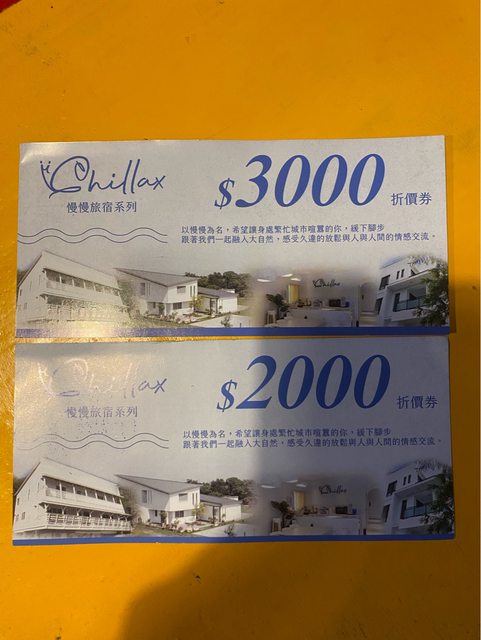 Chillax
慢慢旅宿系列
$3000 折價券
以慢慢為名，希望讓身處繁忙城市喧囂的你，緩下腳步
跟著我們一起融入大自然，感受久違的放鬆與人與人間的情感交流。
Chillax
Chillax
慢慢旅宿系列
$2000 折價券
以慢慢為名，希望讓身處繁忙城市喧囂的你，緩下腳步
跟著我們一起融入大自然，感受久違的放鬆與人與人間的情感交流。
Chillax